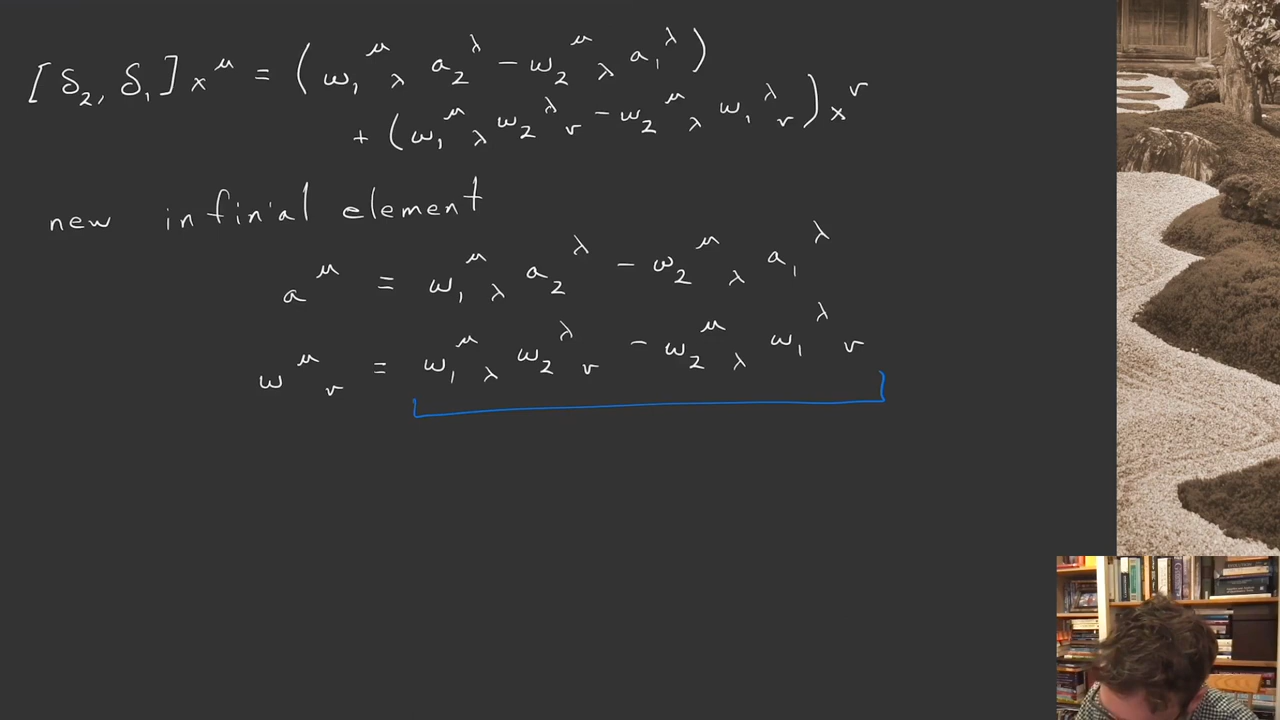 [δ₂, δ₁] x^μ = (ω₁^μ_λ a₂^λ − ω₂^μ_λ a₁^λ)
+ (ω₁^μ_λ ω₂^λ_ν − ω₂^μ_λ ω₁^λ_ν) x^ν
new infin'al element
a^μ = ω₁^μ_λ a₂^λ − ω₂^μ_λ a₁^λ
ω^μ_ν = ω₁^μ_λ ω₂^λ_ν − ω₂^μ_λ ω₁^λ_ν